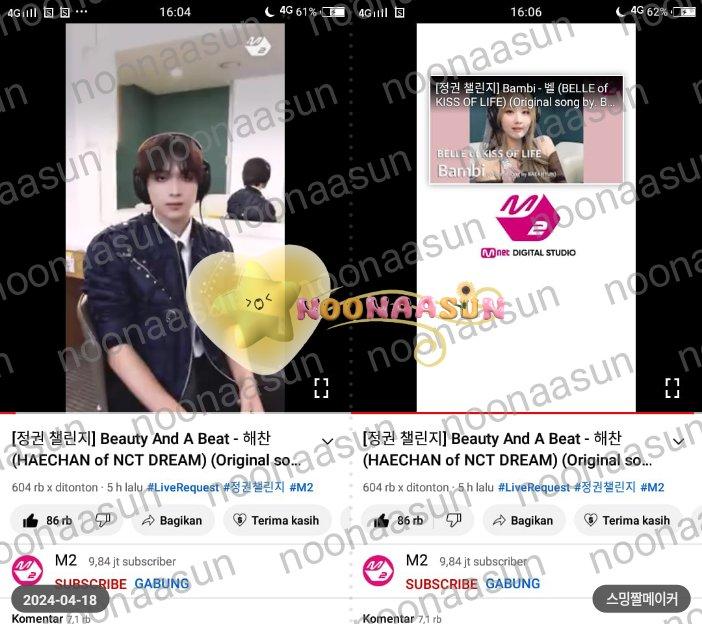 4G
16:04
4G 61%
M2
[정권 챌린지] Beauty And A Beat - 해찬
(HAECHAN of NCT DREAM) (Original so...
604 rb x ditonton · 5 h lalu #LiveRequest #정권챌린지 #M2
86 rb
Bagikan
Terima kasih
M2 9,84 jt subscriber
SUBSCRIBE GABUNG
2024-04-18
Komentar 7,1 rb
4G
16:06
4G 62%
[정권 챌린지] Bambi - 벨 (BELLE of
KISS OF LIFE) (Original song by. B...
BELLE of KISS OF LIFE
Bambi
M2
Mnet DIGITAL STUDIO
NOONAASUN
[정권 챌린지] Beauty And A Beat - 해찬
(HAECHAN of NCT DREAM) (Original so...
604 rb x ditonton · 5 h lalu #LiveRequest #정권챌린지 #M2
86 rb
Bagikan
Terima kasih
M2 9,84 jt subscriber
SUBSCRIBE GABUNG
스밍짤메이커
Komentar 7,1 rb
noonaasun